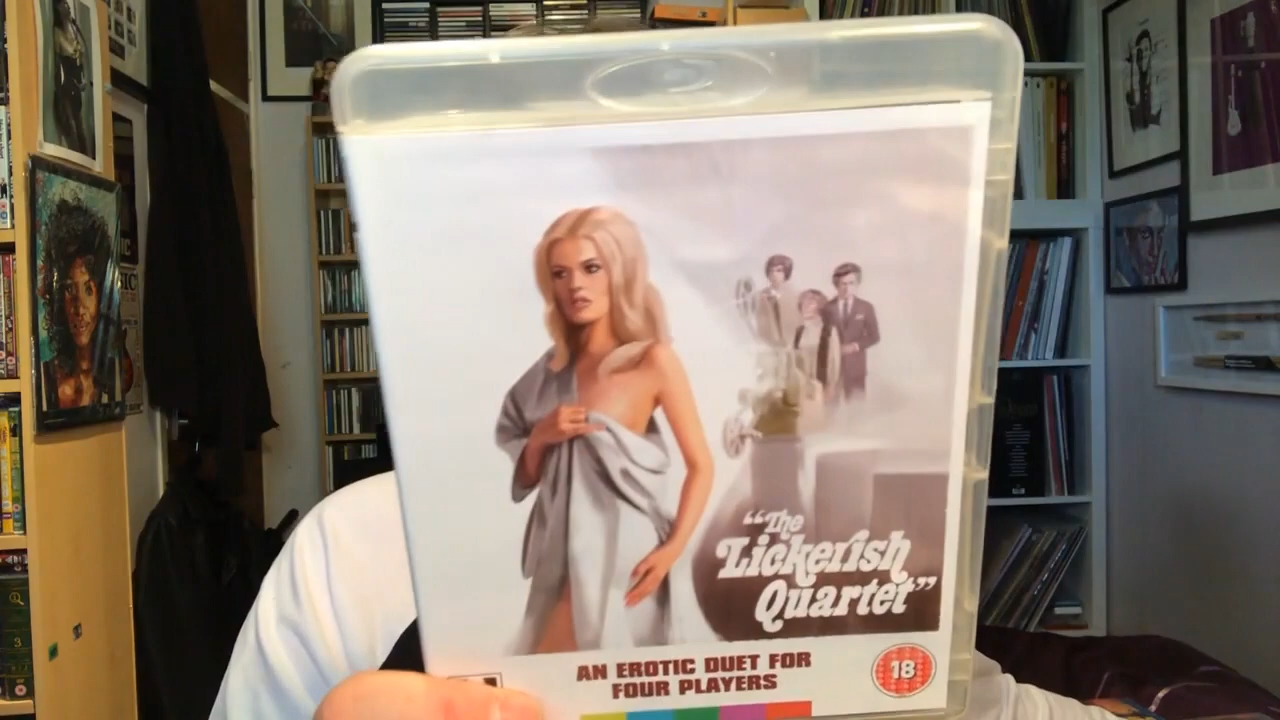 “The
Lickerish
Quartet”
AN EROTIC DUET FOR
FOUR PLAYERS
18